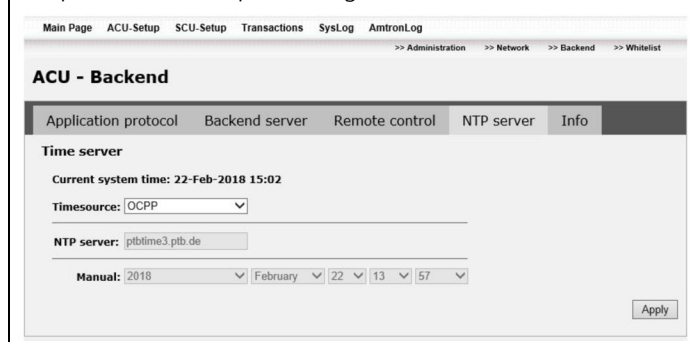 Main Page ACU-Setup SCU-Setup Transactions SysLog AmtronLog
>> Administration >> Network >> Backend >> Whitelist
ACU - Backend
Application protocol Backend server Remote control NTP server Info
Time server
Current system time: 22-Feb-2018 15:02
Timesource: OCPP
NTP server: ptbtime3.ptb.de
Manual: 2018 February 22 13 57
Apply